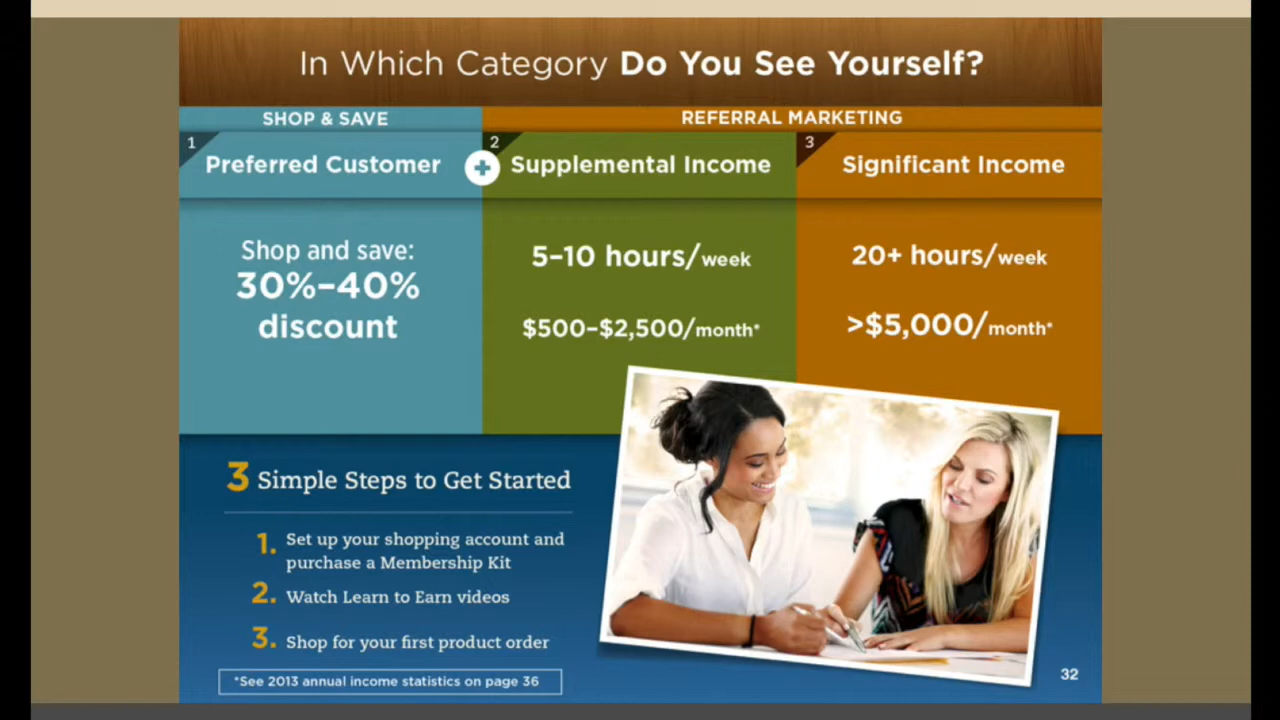 In Which Category Do You See Yourself?
SHOP & SAVE
REFERRAL MARKETING
1
Preferred Customer
2
Supplemental Income
3
Significant Income
Shop and save:
30%–40%
discount
5–10 hours/week
$500–$2,500/month*
20+ hours/week
>$5,000/month*
3 Simple Steps to Get Started
1. Set up your shopping account and
purchase a Membership Kit
2. Watch Learn to Earn videos
3. Shop for your first product order
*See 2013 annual income statistics on page 36
32